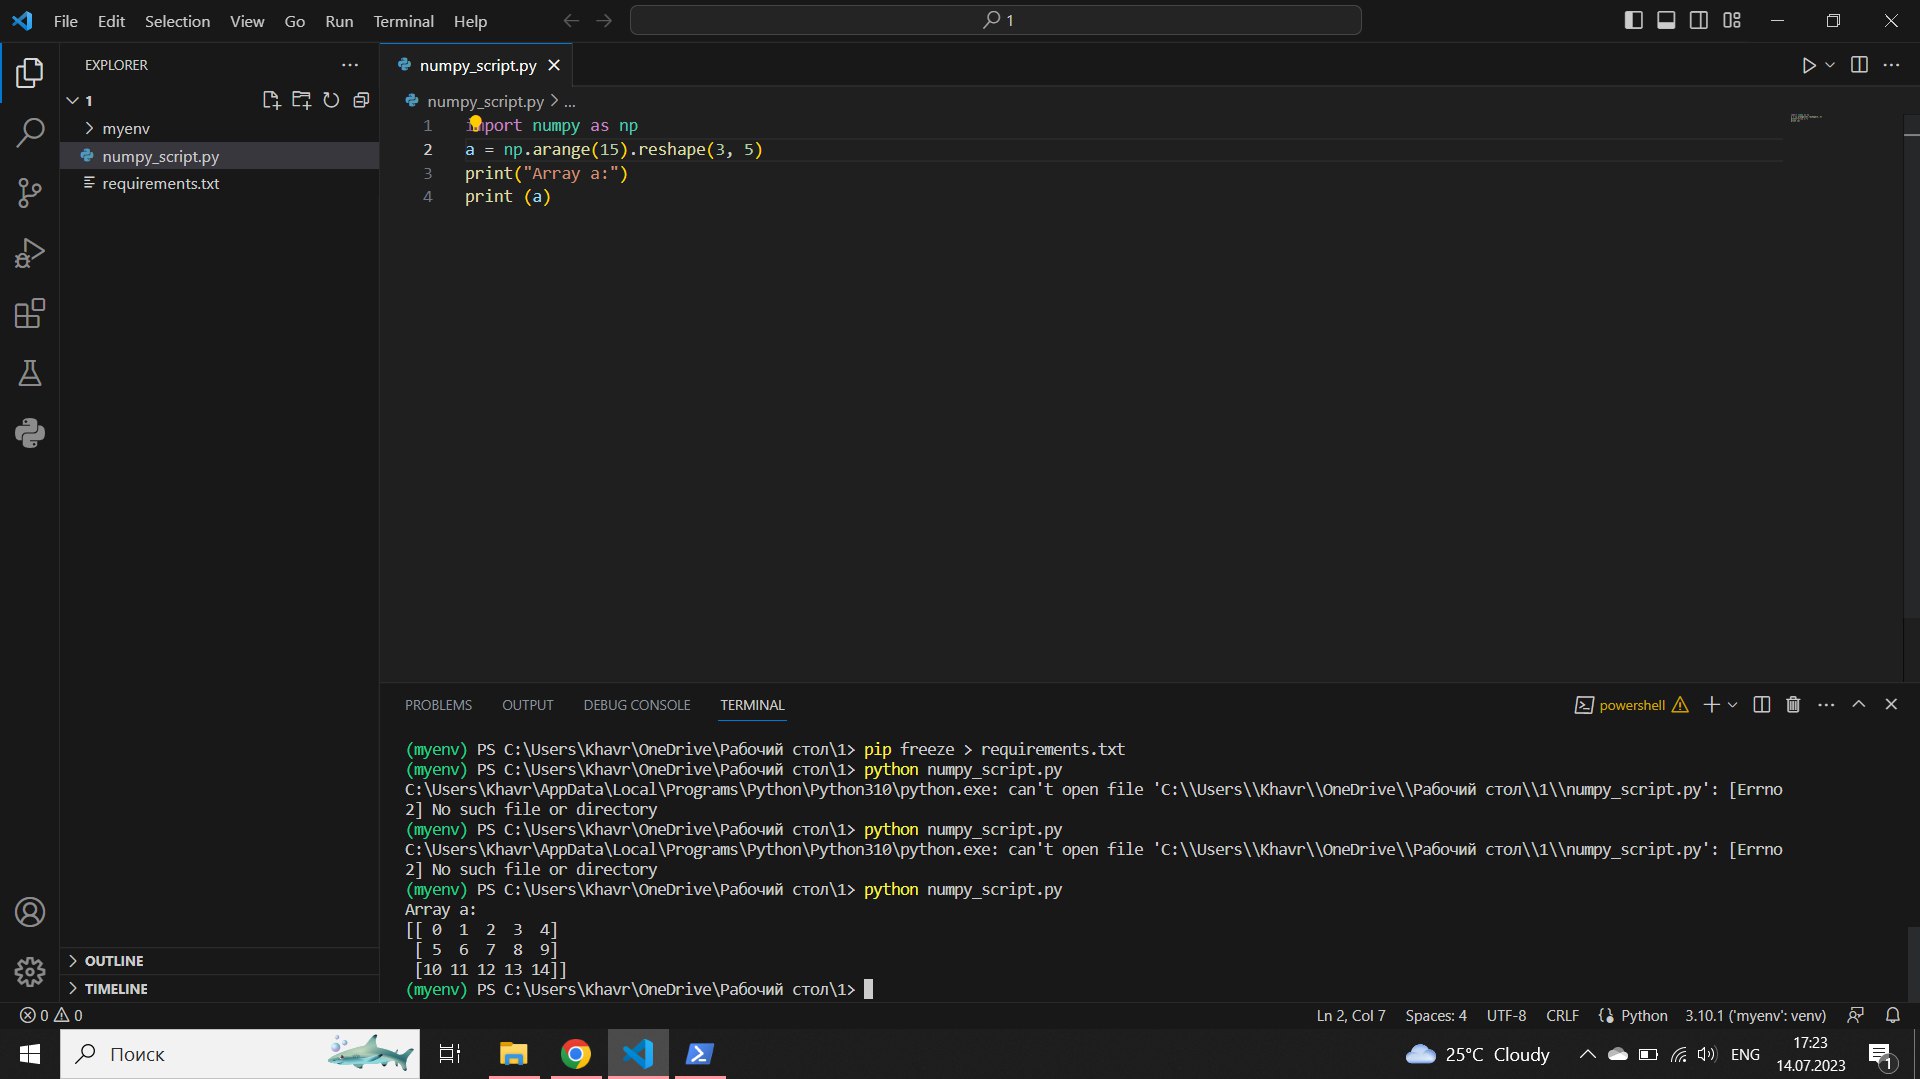 File Edit Selection View Go Run Terminal Help
1
EXPLORER
1
myenv
numpy_script.py
requirements.txt
OUTLINE
TIMELINE
numpy_script.py
numpy_script.py > ...
1 import numpy as np
2 a = np.arange(15).reshape(3, 5)
3 print("Array a:")
4 print (a)
PROBLEMS OUTPUT DEBUG CONSOLE TERMINAL
powershell
(myenv) PS C:\Users\Khavr\OneDrive\Рабочий стол\1> pip freeze > requirements.txt
(myenv) PS C:\Users\Khavr\OneDrive\Рабочий стол\1> python numpy_script.py
C:\Users\Khavr\AppData\Local\Programs\Python\Python310\python.exe: can't open file 'C:\\Users\\Khavr\\OneDrive\\Рабочий стол\\1\\numpy_script.py': [Errno
2] No such file or directory
(myenv) PS C:\Users\Khavr\OneDrive\Рабочий стол\1> python numpy_script.py
C:\Users\Khavr\AppData\Local\Programs\Python\Python310\python.exe: can't open file 'C:\\Users\\Khavr\\OneDrive\\Рабочий стол\\1\\numpy_script.py': [Errno
2] No such file or directory
(myenv) PS C:\Users\Khavr\OneDrive\Рабочий стол\1> python numpy_script.py
Array a:
[[ 0  1  2  3  4]
 [ 5  6  7  8  9]
 [10 11 12 13 14]]
(myenv) PS C:\Users\Khavr\OneDrive\Рабочий стол\1>
0 0
Ln 2, Col 7 Spaces: 4 UTF-8 CRLF Python 3.10.1 ('myenv': venv)
Поиск
25°C Cloudy
ENG
17:23
14.07.2023
1